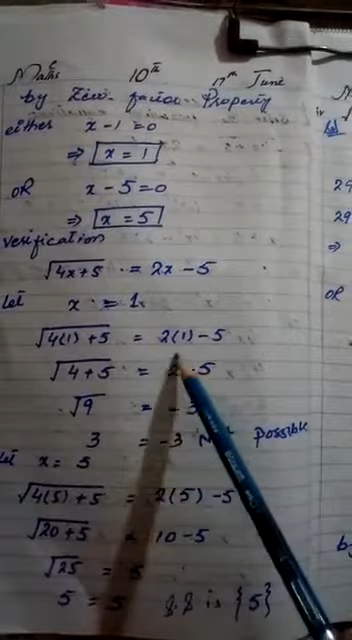 Maths 10th 17th June
by Zero factor Property
either x - 1 = 0
⇒ x = 1
OR x - 5 = 0
⇒ x = 5
verification
√4x+5 = 2x - 5
let x = 1
√4(1)+5 = 2(1) - 5
√4+5 = 2 - 5
√9 = -3
3 = -3 Not possible
let x = 5
√4(5)+5 = 2(5) - 5
√20+5 = 10 - 5
√25 = 5
5 = 5 S.S is {5}
29
29
⇒
OR